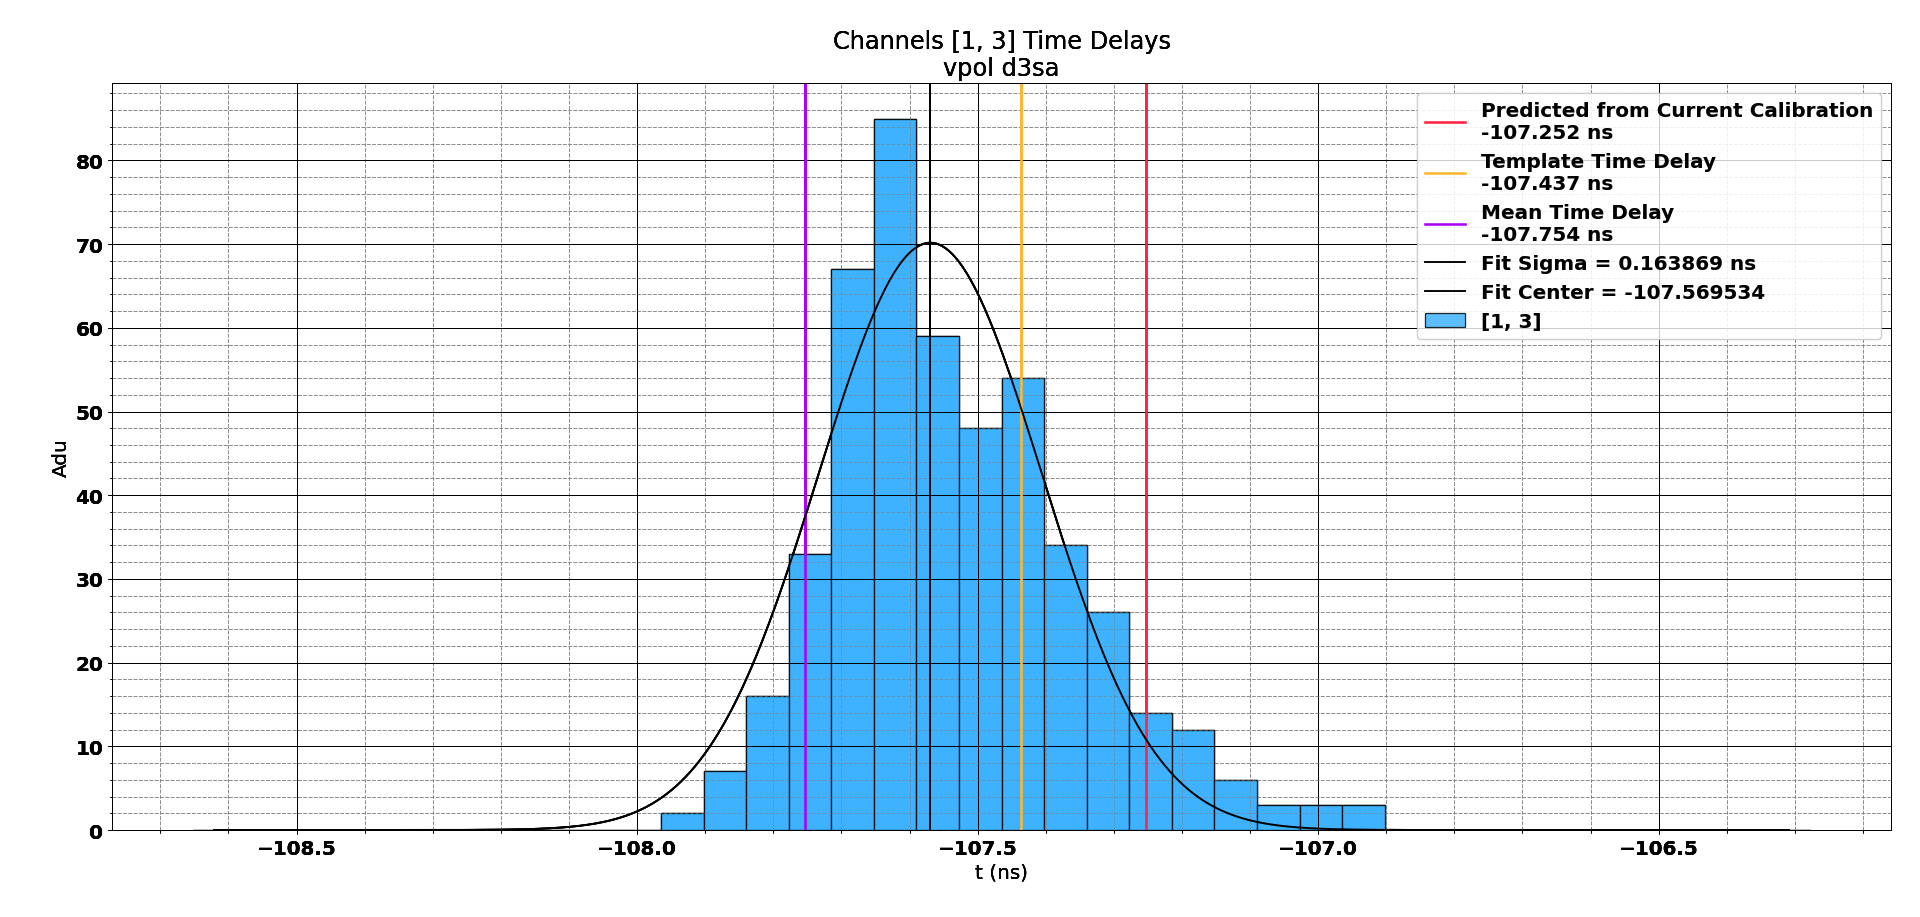 Channels [1, 3] Time Delays
vpol d3sa
Predicted from Current Calibration
-107.252 ns
Template Time Delay
-107.437 ns
Mean Time Delay
-107.754 ns
Fit Sigma = 0.163869 ns
Fit Center = -107.569534
[1, 3]
Adu
80
70
60
50
40
30
20
10
0
−108.5 −108.0 −107.5 −107.0 −106.5
t (ns)